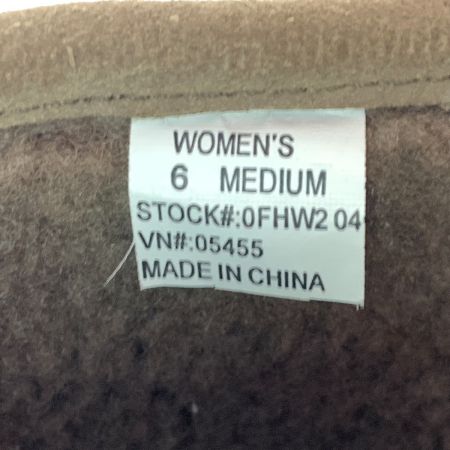 WOMEN'S
6 MEDIUM
STOCK#:0FHW2 04
VN#:05455
MADE IN CHINA